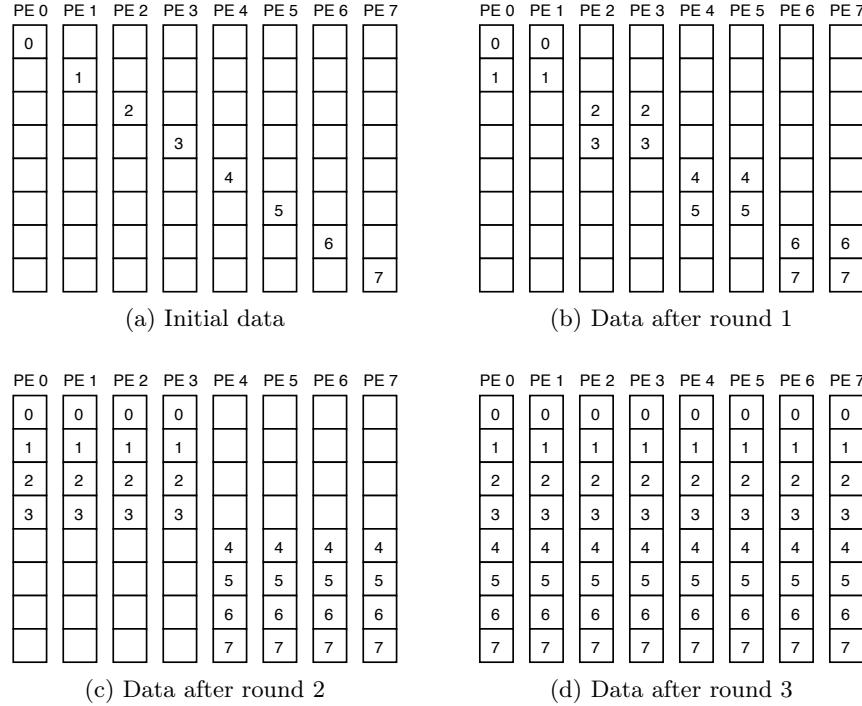 PE 0 PE 1 PE 2 PE 3 PE 4 PE 5 PE 6 PE 7
0
1
2
3
4
5
6
7
(a) Initial data
PE 0 PE 1 PE 2 PE 3 PE 4 PE 5 PE 6 PE 7
0 0
1 1
2 2
3 3
4 4
5 5
6 6
7 7
(b) Data after round 1
PE 0 PE 1 PE 2 PE 3 PE 4 PE 5 PE 6 PE 7
0 0 0 0
1 1 1 1
2 2 2 2
3 3 3 3
4 4 4 4
5 5 5 5
6 6 6 6
7 7 7 7
(c) Data after round 2
PE 0 PE 1 PE 2 PE 3 PE 4 PE 5 PE 6 PE 7
0 0 0 0 0 0 0 0
1 1 1 1 1 1 1 1
2 2 2 2 2 2 2 2
3 3 3 3 3 3 3 3
4 4 4 4 4 4 4 4
5 5 5 5 5 5 5 5
6 6 6 6 6 6 6 6
7 7 7 7 7 7 7 7
(d) Data after round 3